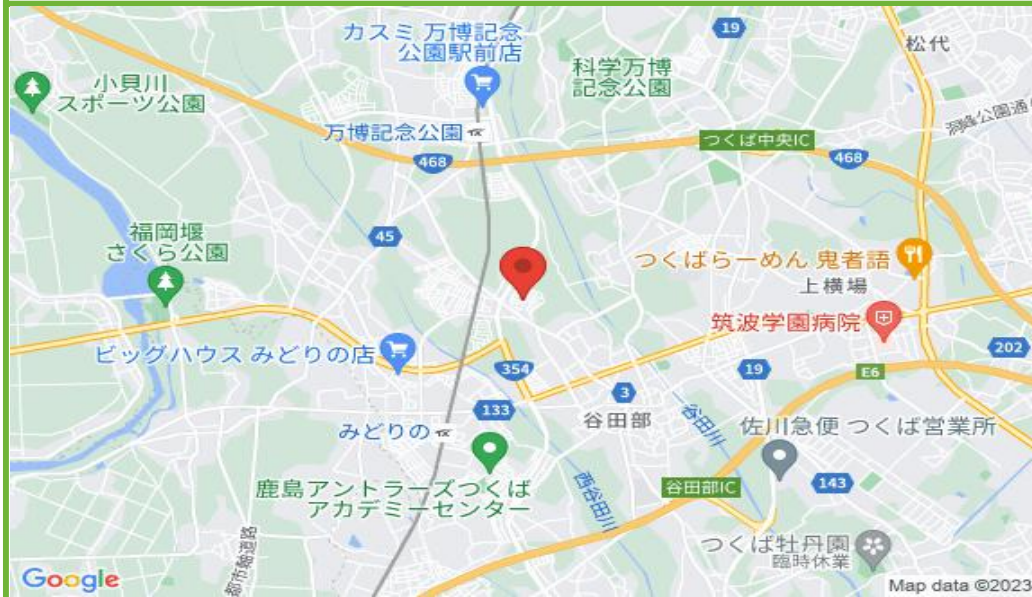 カスミ 万博記念
公園駅前店
19
松代
科学万博
記念公園
小貝川
スポーツ公園
洞峰公園通
万博記念公園
つくば中央IC
468
468
福岡堰
さくら公園
45
つくばらーめん 鬼者語
上横場
筑波学園病院
ビッグハウス みどりの店
354
202
19
E6
3
133
谷田部
谷田川
みどりの
佐川急便 つくば営業所
鹿島アントラーズつくば
アカデミーセンター
西谷田川
谷田部IC
143
つくば牡丹園
臨時休業
都市軸道路
Google
Map data ©2023